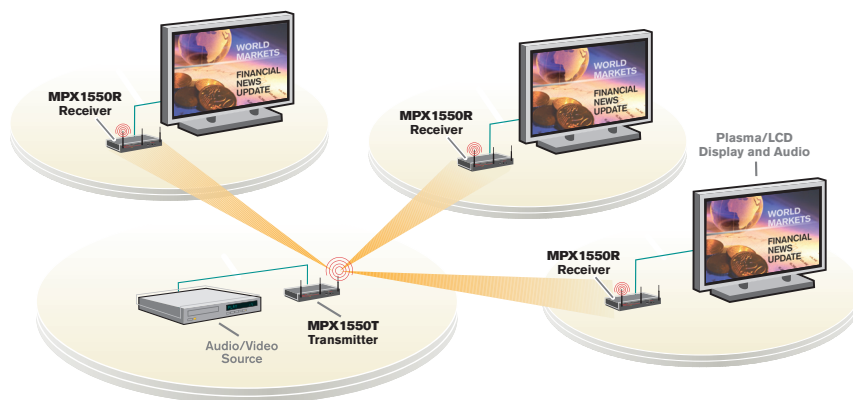 WORLD
MARKETS
FINANCIAL
NEWS
UPDATE
MPX1550R
Receiver
WORLD
MARKETS
FINANCIAL
NEWS
UPDATE
MPX1550R
Receiver
Plasma/LCD
Display and Audio
WORLD
MARKETS
FINANCIAL
NEWS
UPDATE
MPX1550R
Receiver
MPX1550T
Transmitter
Audio/Video
Source